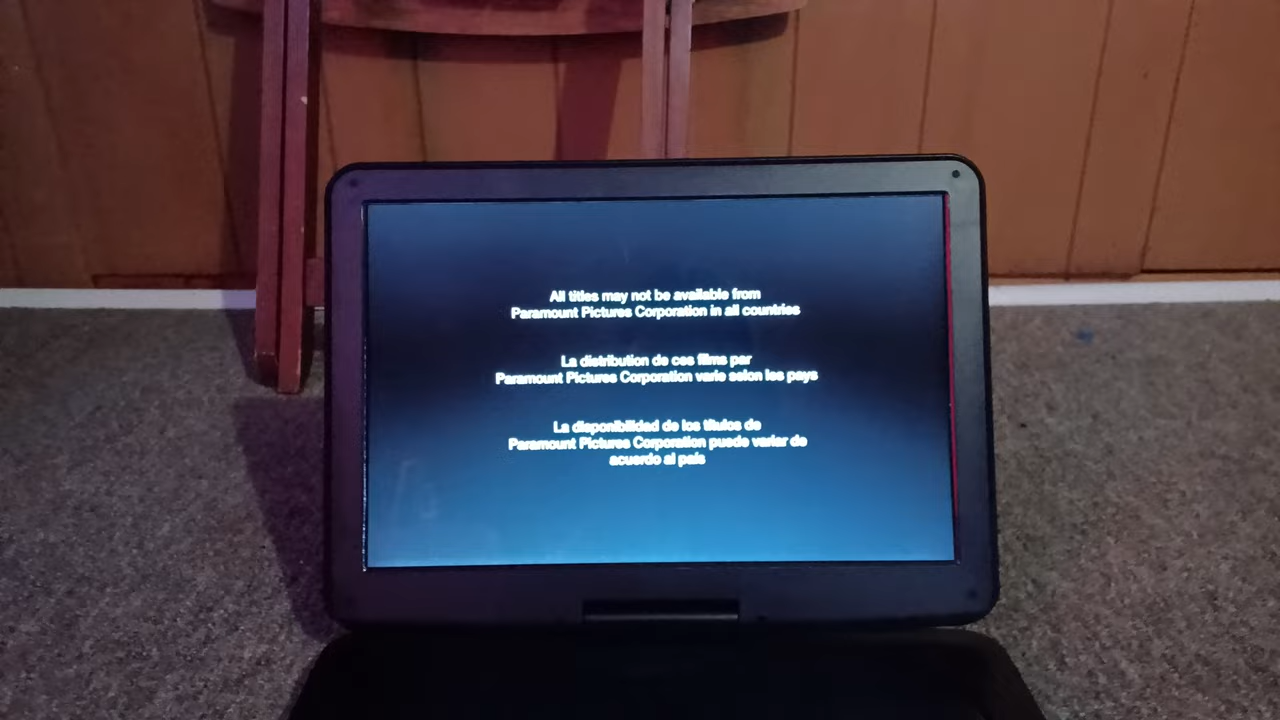 All titles may not be available from
Paramount Pictures Corporation in all countries
La distribution de ces films par
Paramount Pictures Corporation varie selon les pays
La disponibilidad de los títulos de
Paramount Pictures Corporation puede variar de
acuerdo al país